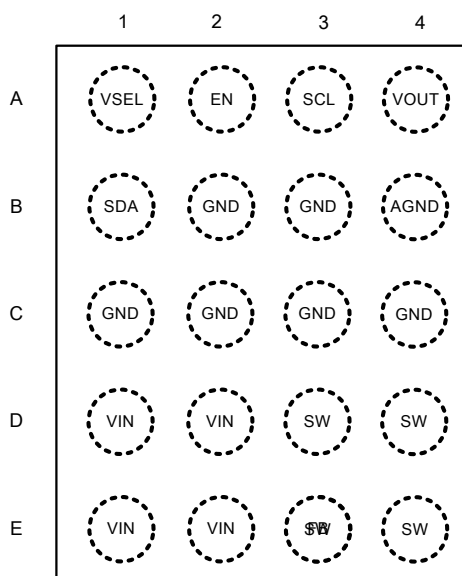 1 2 3 4
A VSEL EN SCL VOUT
B SDA GND GND AGND
C GND GND GND GND
D VIN VIN SW SW
E VIN VIN SW